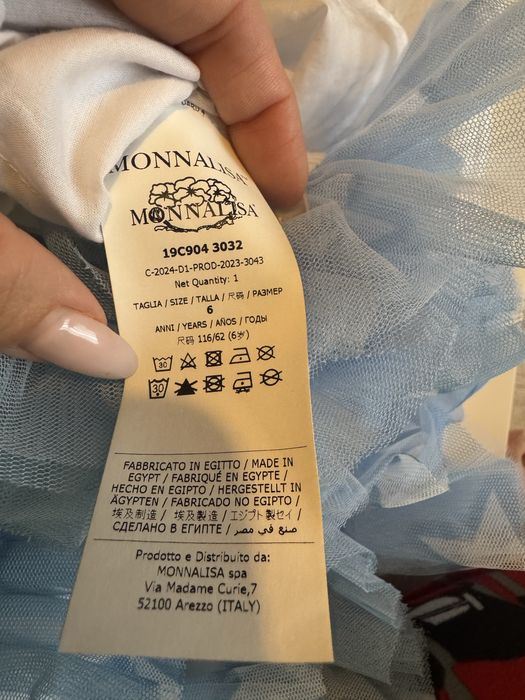 MONNALISA™
MONNALISA
19C904 3032
C-2024-D1-PROD-2023-3043
Net Quantity: 1
TAGLIA / SIZE / TALLA / 尺码 / РАЗМЕР
6
ANNI / YEARS / AÑOS / ГОДЫ
尺码 116/62 (6岁)
30
30
FABBRICATO IN EGITTO / MADE IN
EGYPT / FABRIQUÉ EN EGYPTE /
HECHO EN EGIPTO / HERGESTELLT IN
ÄGYPTEN / FABRICADO NO EGIPTO /
埃及制造 / 埃及製造 / エジプト製セイ /
СДЕЛАНО В ЕГИПТЕ / صنع في مصر
Prodotto e Distribuito da:
MONNALISA spa
Via Madame Curie,7
52100 Arezzo (ITALY)